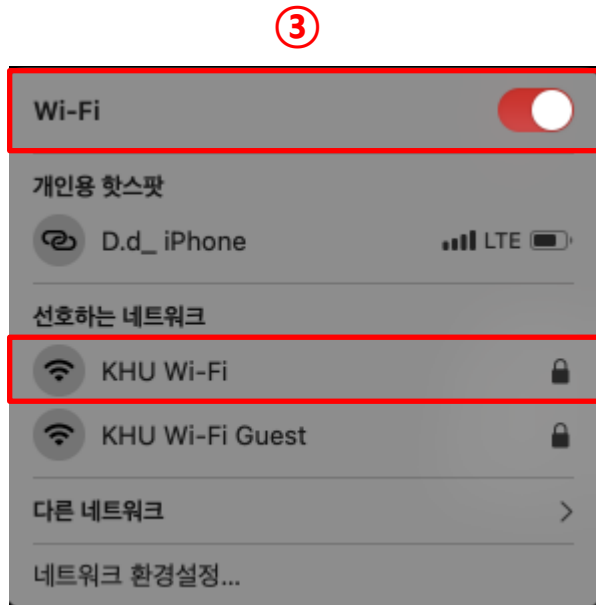 ③
Wi-Fi
개인용 핫스팟
D.d_ iPhone LTE
선호하는 네트워크
KHU Wi-Fi
KHU Wi-Fi Guest
다른 네트워크
네트워크 환경설정...